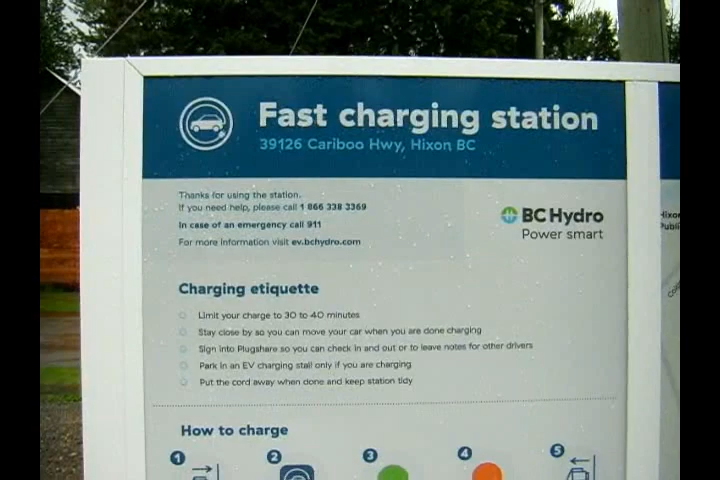 Fast charging station
39126 Cariboo Hwy, Hixon BC
Thanks for using the station.
If you need help, please call 1 866 338 3369
In case of an emergency call 911
For more information visit ev.bchydro.com
BC Hydro
Power smart
Charging etiquette
Limit your charge to 30 to 40 minutes
Stay close by so you can move your car when you are done charging
Sign into Plugshare so you can check in and out or to leave notes for other drivers
Park in an EV charging stall only if you are charging
Put the cord away when done and keep station tidy
How to charge
1 2 3 4 5